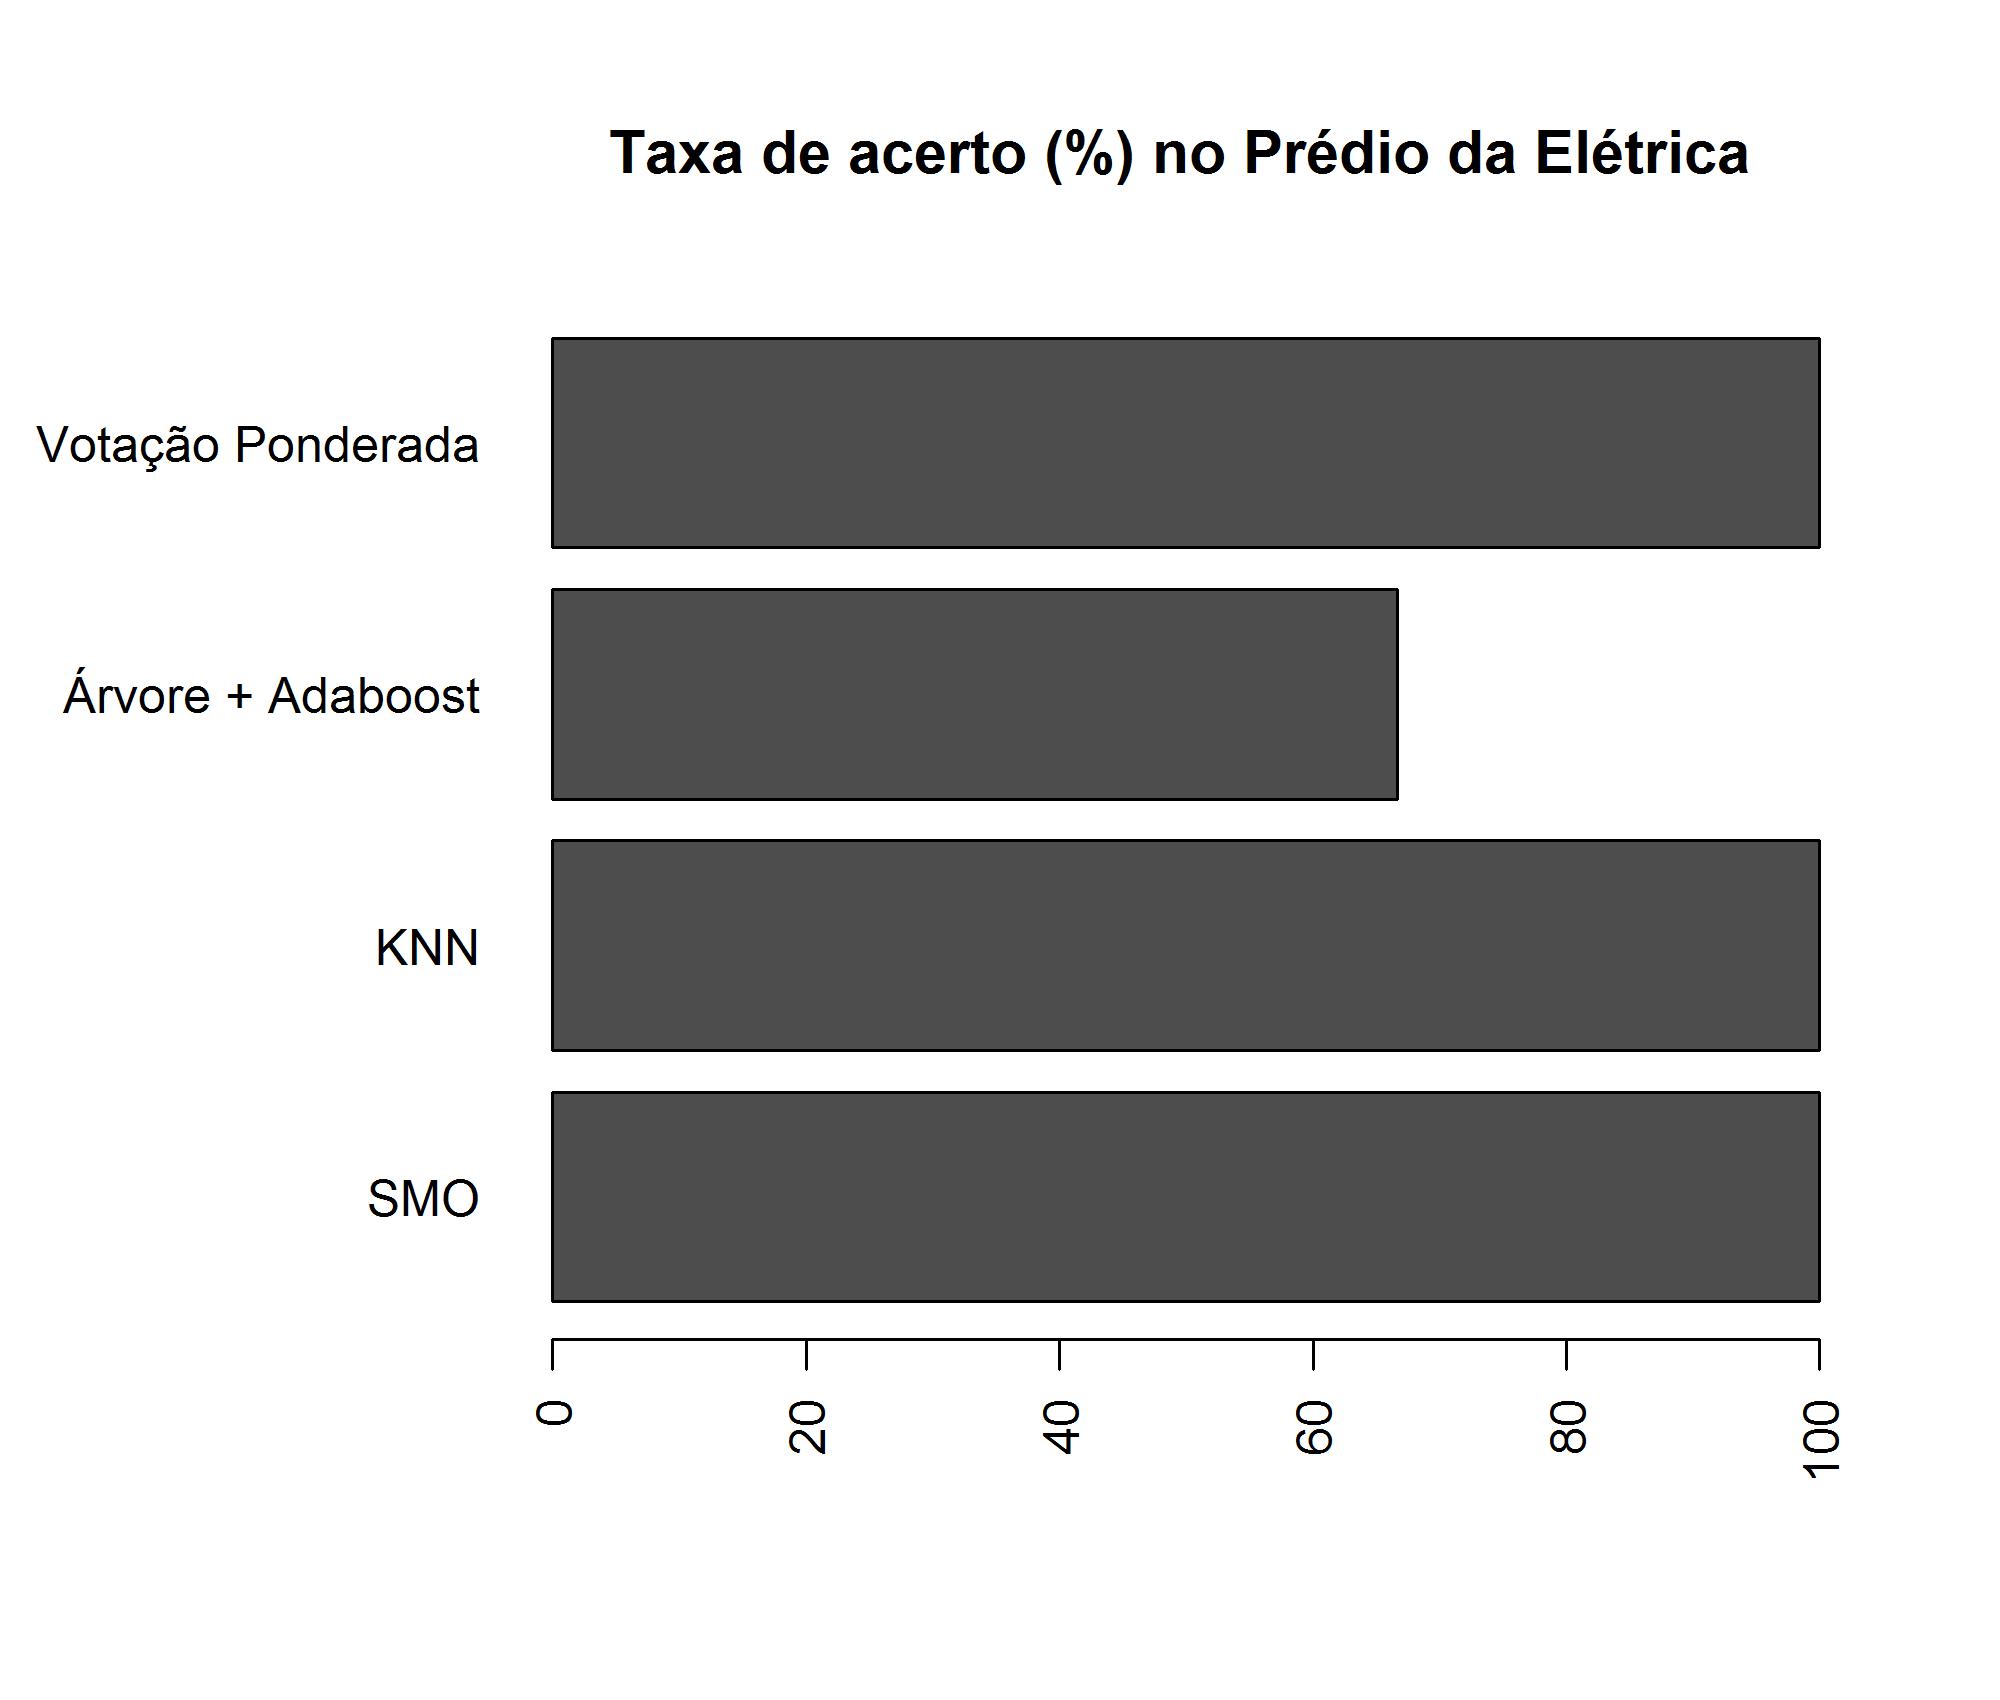 Taxa de acerto (%) no Prédio da Elétrica
Votação Ponderada
Árvore + Adaboost
KNN
SMO
0 20 40 60 80 100